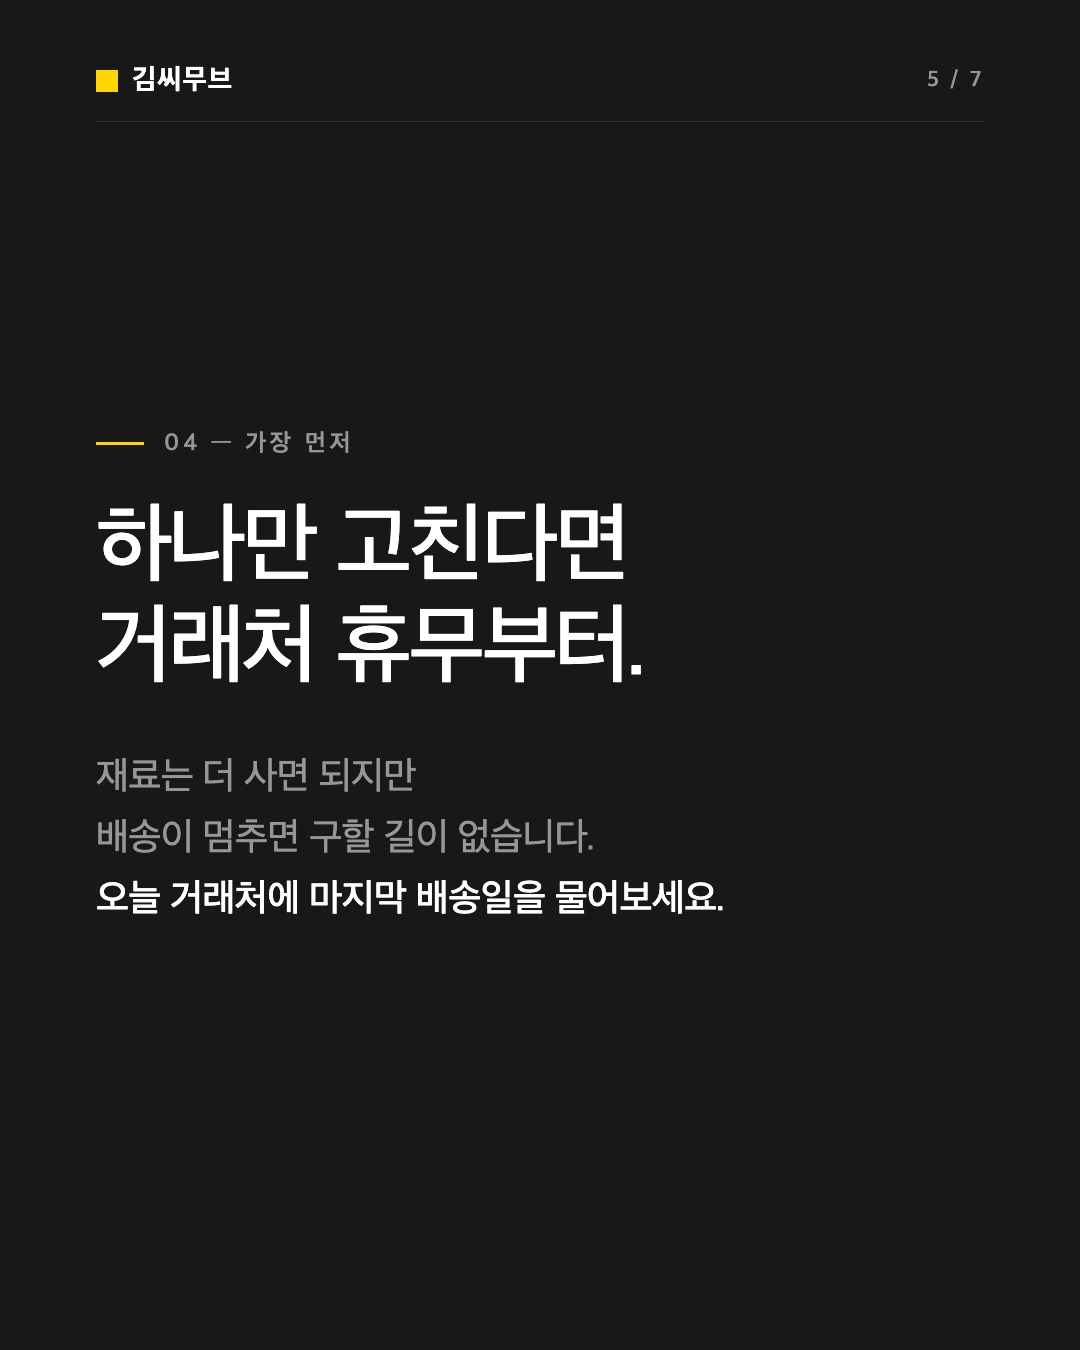 김씨무브
5 / 7
04 — 가장 먼저
하나만 고친다면
거래처 휴무부터.
재료는 더 사면 되지만
배송이 멈추면 구할 길이 없습니다.
오늘 거래처에 마지막 배송일을 물어보세요.